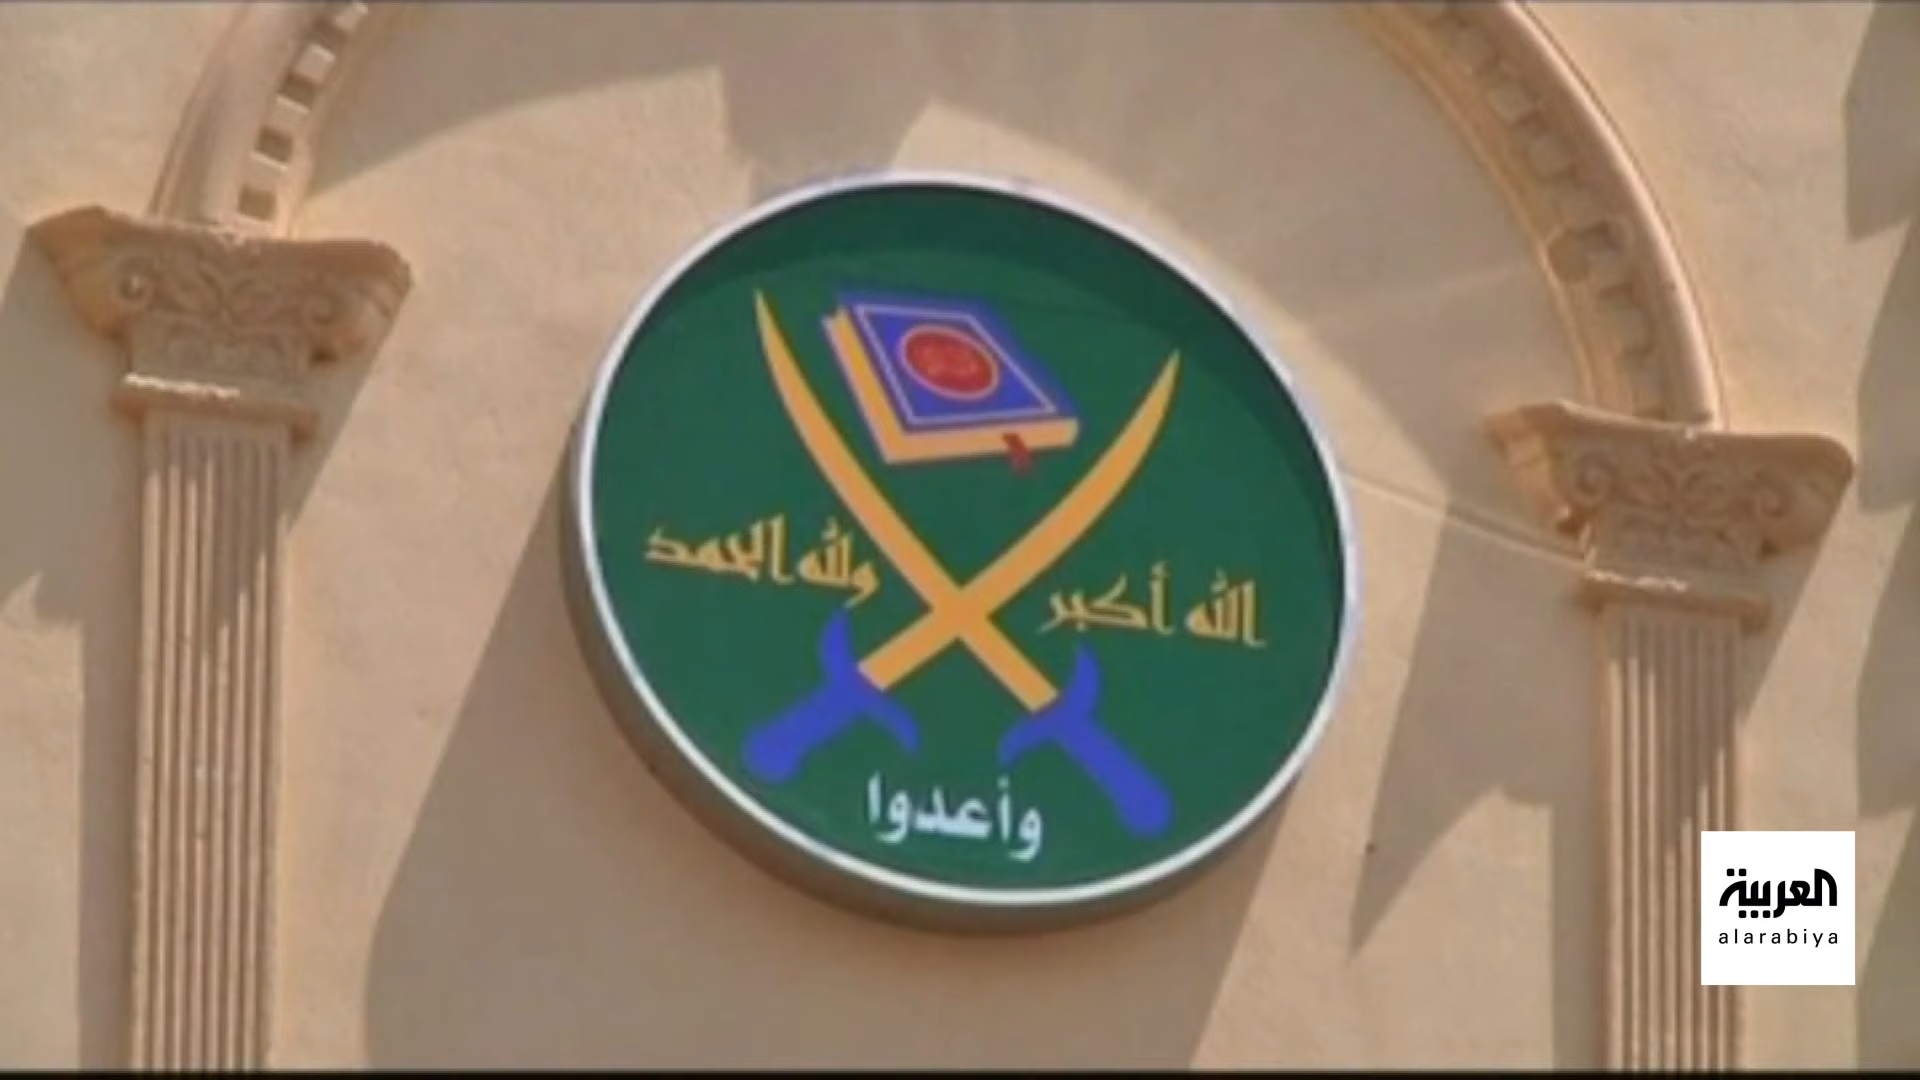 الله أكبر ولله الحمد
وأعدوا
العربية
alarabiya